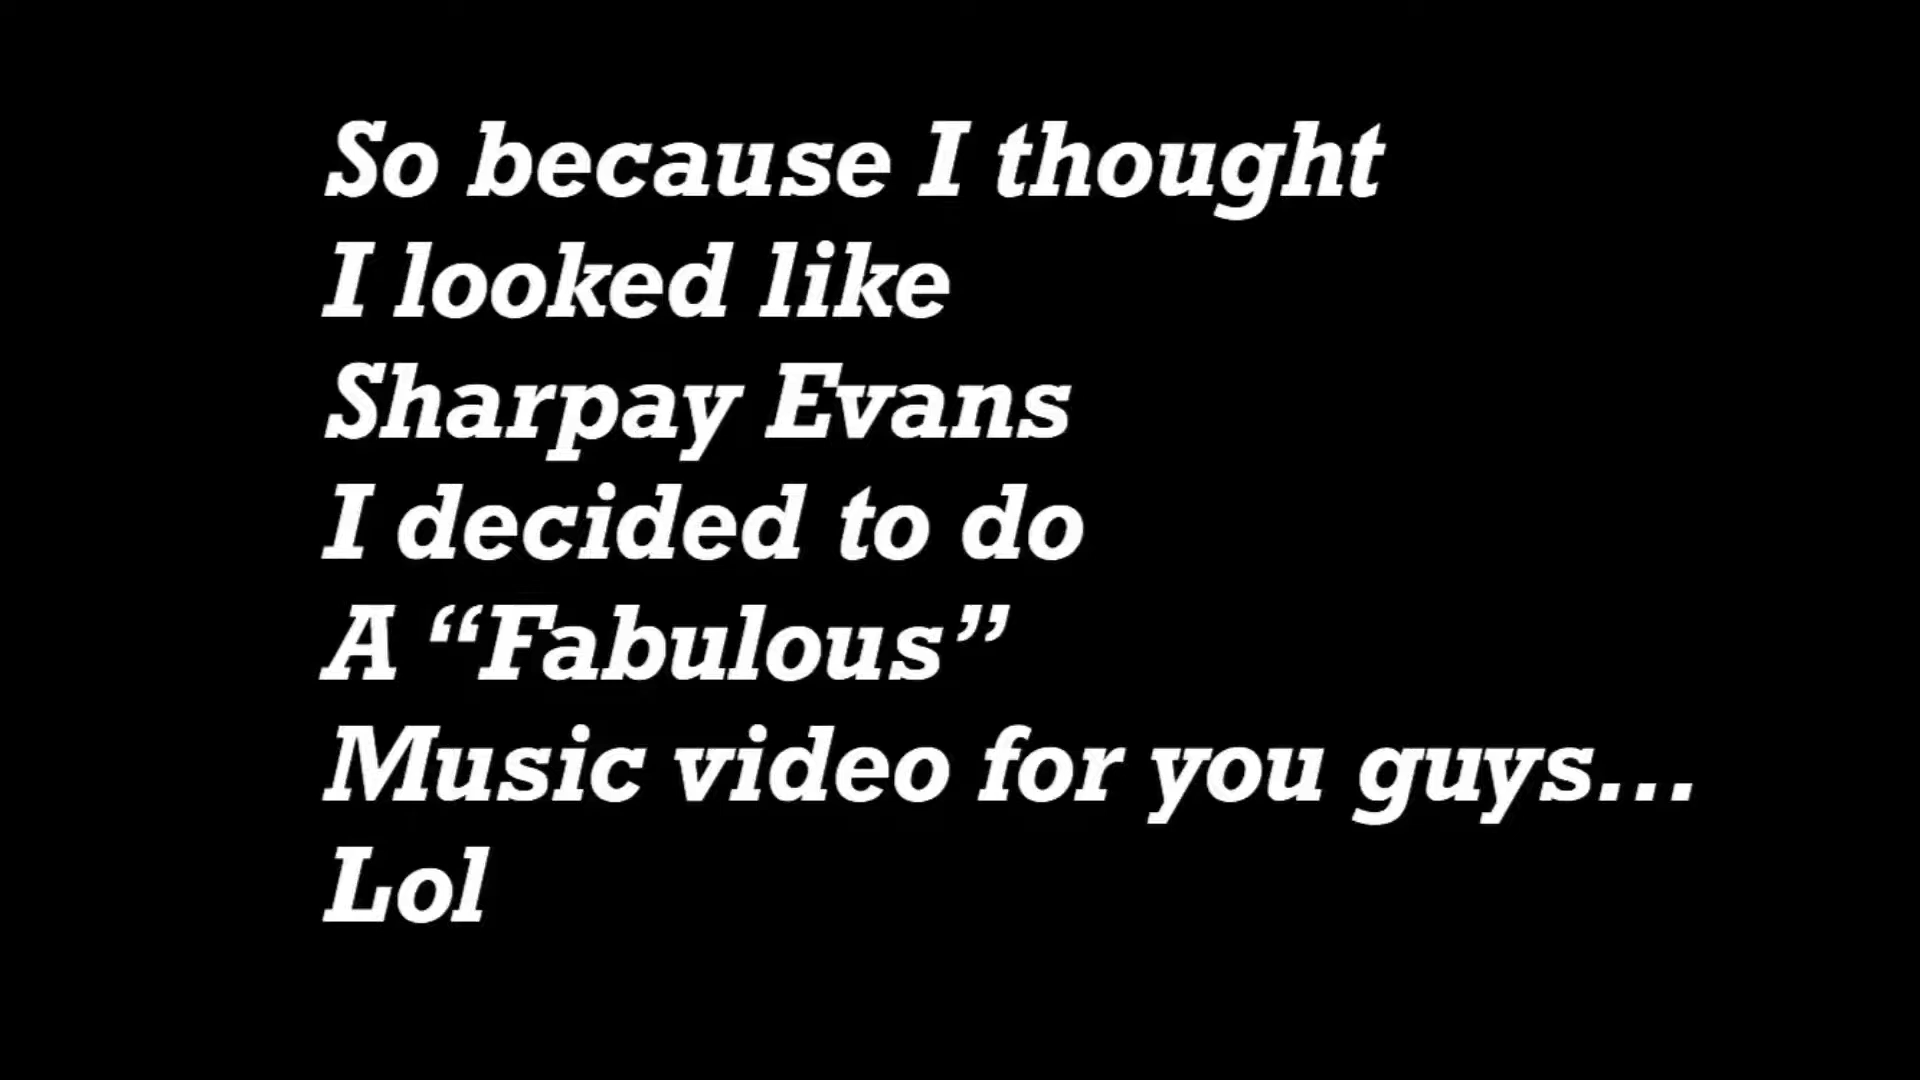 So because I thought
I looked like
Sharpay Evans
I decided to do
A “Fabulous”
Music video for you guys...
Lol